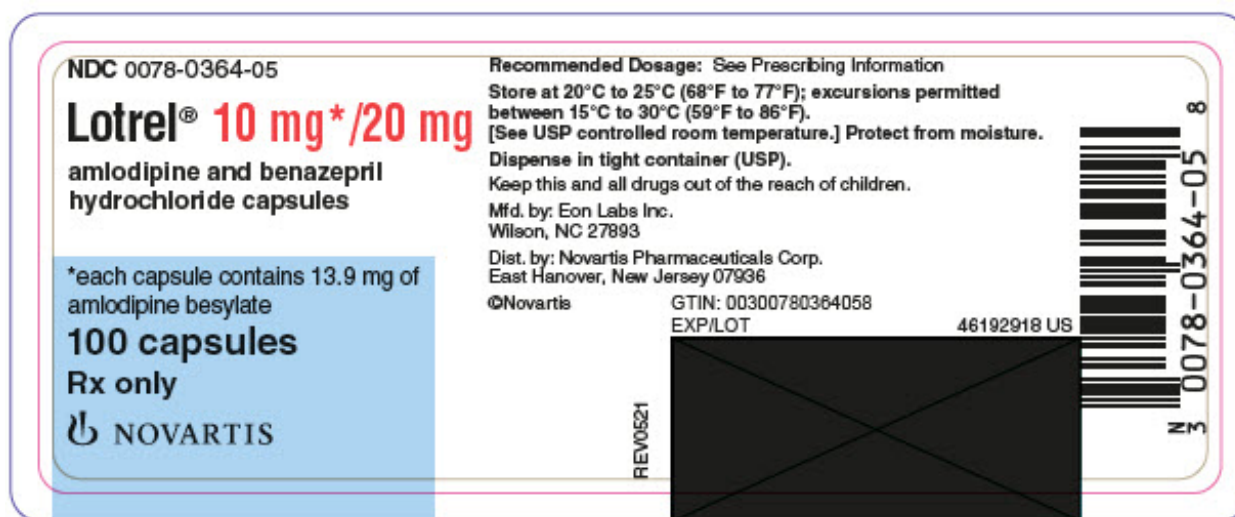 NDC 0078-0364-05
Lotrel® 10 mg*/20 mg
amlodipine and benazepril
hydrochloride capsules
*each capsule contains 13.9 mg of
amlodipine besylate
100 capsules
Rx only
NOVARTIS
Recommended Dosage: See Prescribing Information
Store at 20°C to 25°C (68°F to 77°F); excursions permitted
between 15°C to 30°C (59°F to 86°F).
[See USP controlled room temperature.] Protect from moisture.
Dispense in tight container (USP).
Keep this and all drugs out of the reach of children.
Mfd. by: Eon Labs Inc.
Wilson, NC 27893
Dist. by: Novartis Pharmaceuticals Corp.
East Hanover, New Jersey 07936
©Novartis
GTIN: 00300780364058
EXP/LOT 46192918 US
REV0521
N
3 0078-0364-05 8